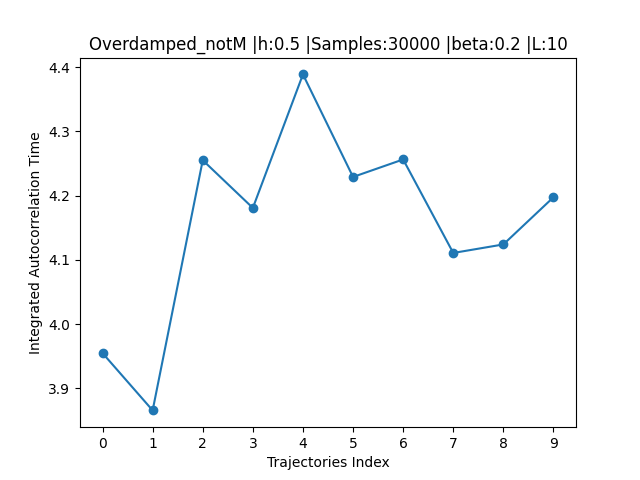 Overdamped_notM |h:0.5 |Samples:30000 |beta:0.2 |L:10
4.4
4.3
4.2
4.1
4.0
3.9
Integrated Autocorrelation Time
0 1 2 3 4 5 6 7 8 9
Trajectories Index